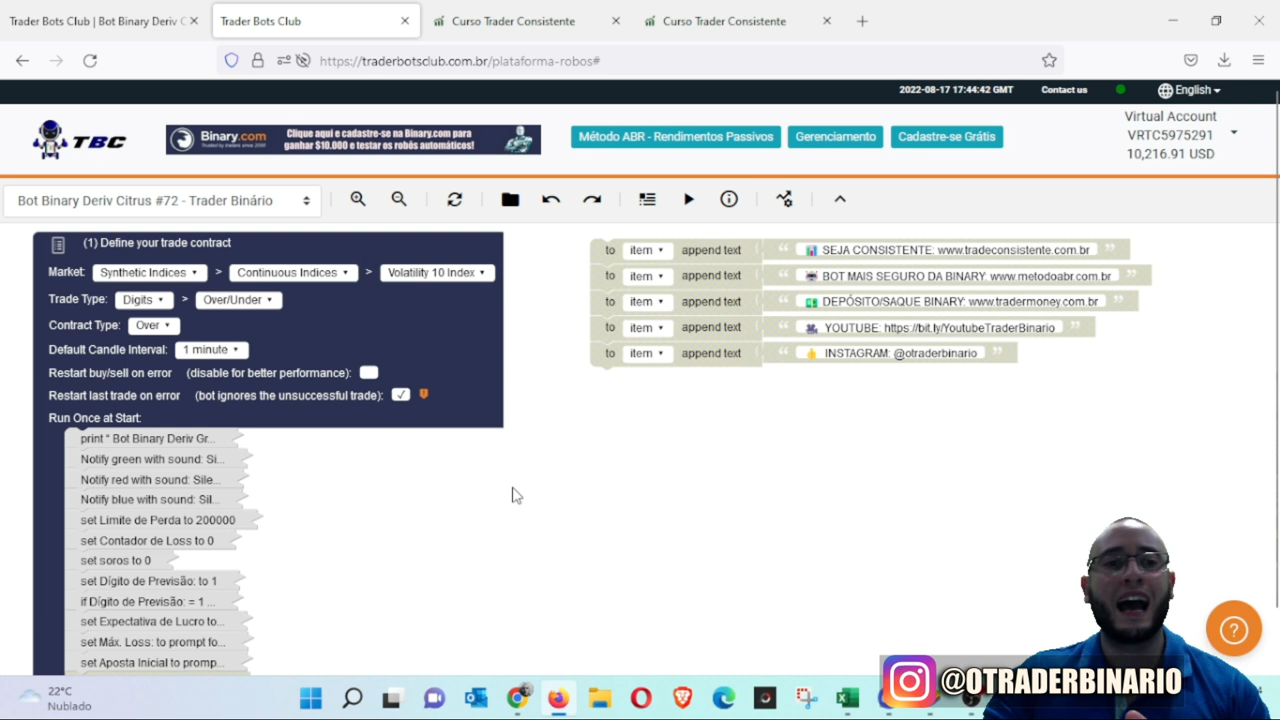 Trader Bots Club | Bot Binary Deriv C
Trader Bots Club
Curso Trader Consistente
Curso Trader Consistente
https://traderbotsclub.com.br/plataforma-robos#
2022-08-17 17:44:42 GMT
Contact us
English
TBC
Binary.com
Clique aqui e cadastre-se na Binary.com para
ganhar $10.000 e testar os robôs automáticos!
Método ABR - Rendimentos Passivos
Gerenciamento
Cadastre-se Grátis
Virtual Account
VRTC5975291
10,216.91 USD
Bot Binary Deriv Citrus #72 - Trader Binário
(1) Define your trade contract
Market: Synthetic Indices > Continuous Indices > Volatility 10 Index
Trade Type: Digits > Over/Under
Contract Type: Over
Default Candle Interval: 1 minute
Restart buy/sell on error (disable for better performance):
Restart last trade on error (bot ignores the unsuccessful trade):
Run Once at Start:
print " Bot Binary Deriv Gr...
Notify green with sound: Si...
Notify red with sound: Sile...
Notify blue with sound: Sil...
set Limite de Perda to 200000
set Contador de Loss to 0
set soros to 0
set Dígito de Previsão: to 1
if Dígito de Previsão: = 1 ...
set Expectativa de Lucro to...
set Máx. Loss: to prompt fo...
set Aposta Inicial to promp...
to item append text “ SEJA CONSISTENTE: www.tradeconsistente.com.br ”
to item append text “ BOT MAIS SEGURO DA BINARY: www.metodoabr.com.br ”
to item append text “ DEPÓSITO/SAQUE BINARY: www.tradermoney.com.br ”
to item append text “ YOUTUBE: https://bit.ly/YoutubeTraderBinario ”
to item append text “ INSTAGRAM: @otraderbinario ”
@OTRADERBINARIO
22°C
Nublado